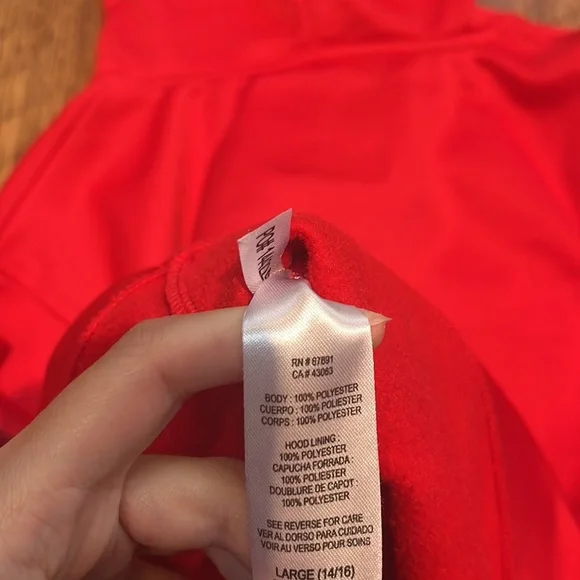 PO#
RN # 67891
CA # 43063
BODY : 100% POLYESTER
CUERPO : 100% POLIESTER
CORPS : 100% POLYESTER
HOOD LINING :
100% POLYESTER
CAPUCHA FORRADA :
100% POLIESTER
DOUBLURE DE CAPOT :
100% POLYESTER
SEE REVERSE FOR CARE
VER AL DORSO PARA CUIDADO
VOIR AU VERSO POUR SOINS
LARGE (14/16)